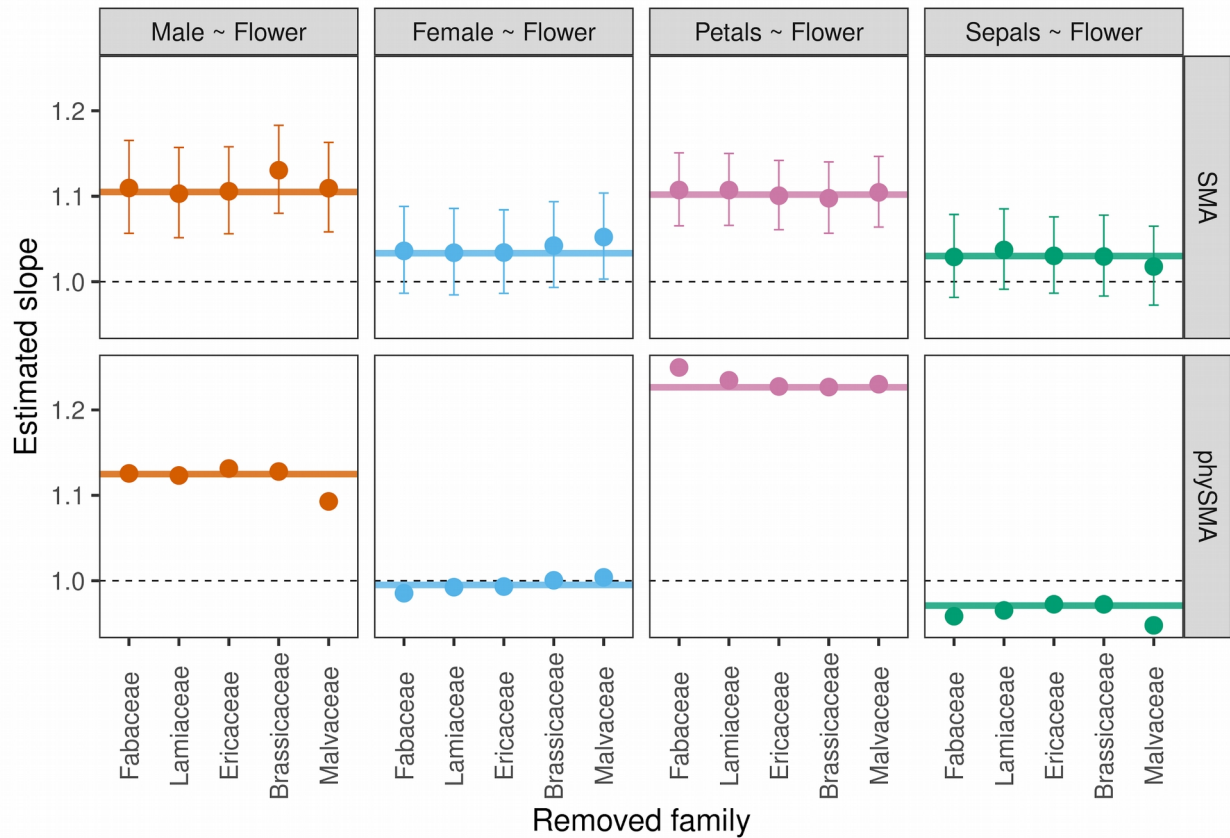 Male ~ Flower
Female ~ Flower
Petals ~ Flower
Sepals ~ Flower
Estimated slope
1.2
1.1
1.0
SMA
1.2
1.1
1.0
phySMA
Fabaceae
Lamiaceae
Ericaceae
Brassicaceae
Malvaceae
Fabaceae
Lamiaceae
Ericaceae
Brassicaceae
Malvaceae
Fabaceae
Lamiaceae
Ericaceae
Brassicaceae
Malvaceae
Fabaceae
Lamiaceae
Ericaceae
Brassicaceae
Malvaceae
Removed family